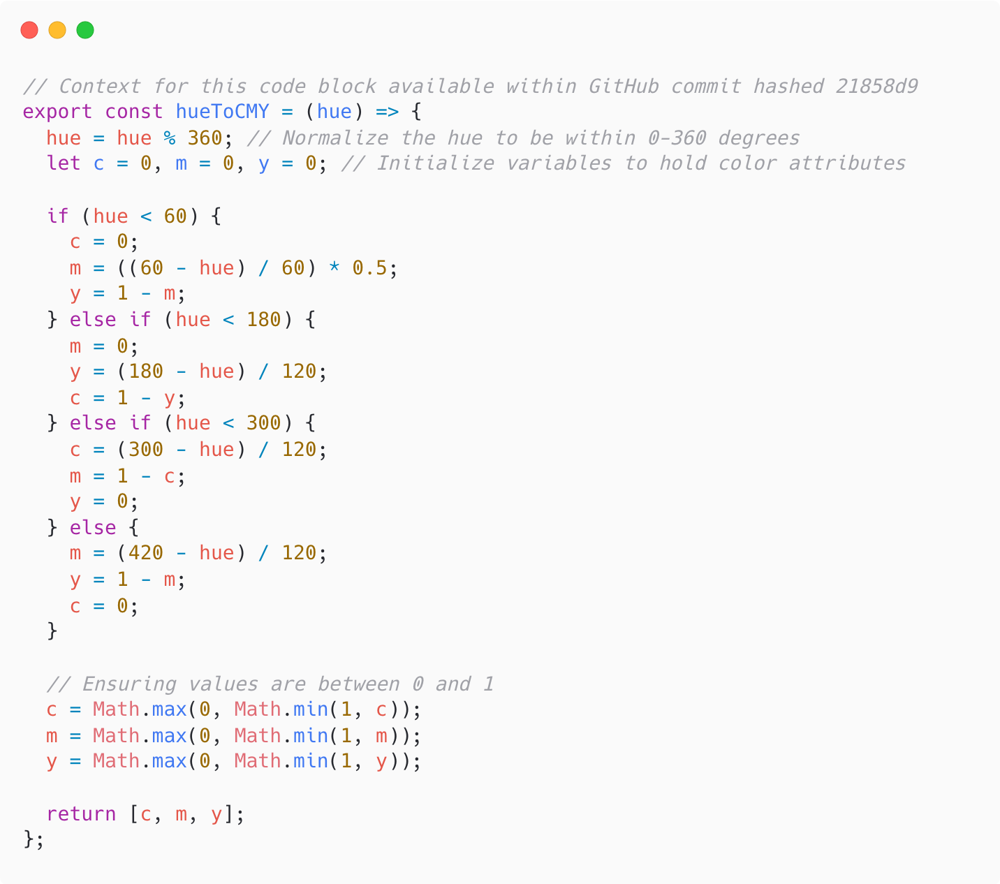 // Context for this code block available within GitHub commit hashed 21858d9
export const hueToCMY = (hue) => {
  hue = hue % 360; // Normalize the hue to be within 0-360 degrees
  let c = 0, m = 0, y = 0; // Initialize variables to hold color attributes

  if (hue < 60) {
    c = 0;
    m = ((60 - hue) / 60) * 0.5;
    y = 1 - m;
  } else if (hue < 180) {
    m = 0;
    y = (180 - hue) / 120;
    c = 1 - y;
  } else if (hue < 300) {
    c = (300 - hue) / 120;
    m = 1 - c;
    y = 0;
  } else {
    m = (420 - hue) / 120;
    y = 1 - m;
    c = 0;
  }

  // Ensuring values are between 0 and 1
  c = Math.max(0, Math.min(1, c));
  m = Math.max(0, Math.min(1, m));
  y = Math.max(0, Math.min(1, y));

  return [c, m, y];
};